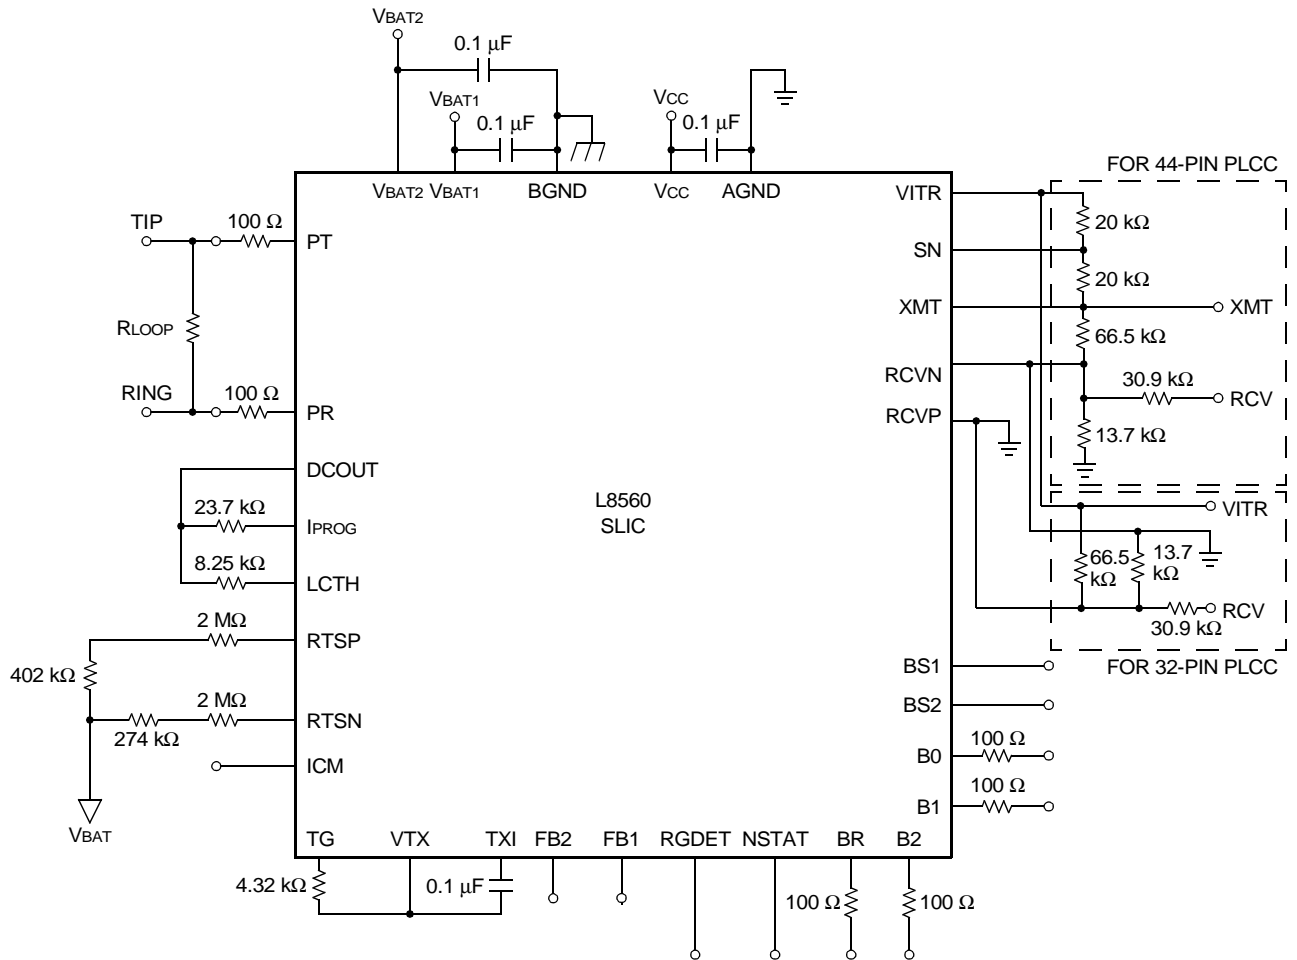 VBAT2
0.1 μF
VBAT1
0.1 μF
VCC
0.1 μF
FOR 44-PIN PLCC
VBAT2 VBAT1 BGND VCC AGND VITR
20 kΩ
TIP
100 Ω
PT
SN
20 kΩ
XMT
XMT
RLOOP
66.5 kΩ
RCVN
30.9 kΩ
RCV
RING
100 Ω
PR
RCVP
13.7 kΩ
DCOUT
L8560
SLIC
23.7 kΩ
IPROG
VITR
8.25 kΩ
LCTH
66.5
kΩ
13.7
kΩ
2 MΩ
RTSP
RCV
30.9 kΩ
402 kΩ
BS1
FOR 32-PIN PLCC
2 MΩ
RTSN
274 kΩ
BS2
ICM
B0
100 Ω
B1
100 Ω
VBAT
TG VTX TXI FB2 FB1 RGDET NSTAT BR B2
4.32 kΩ
0.1 μF
100 Ω
100 Ω